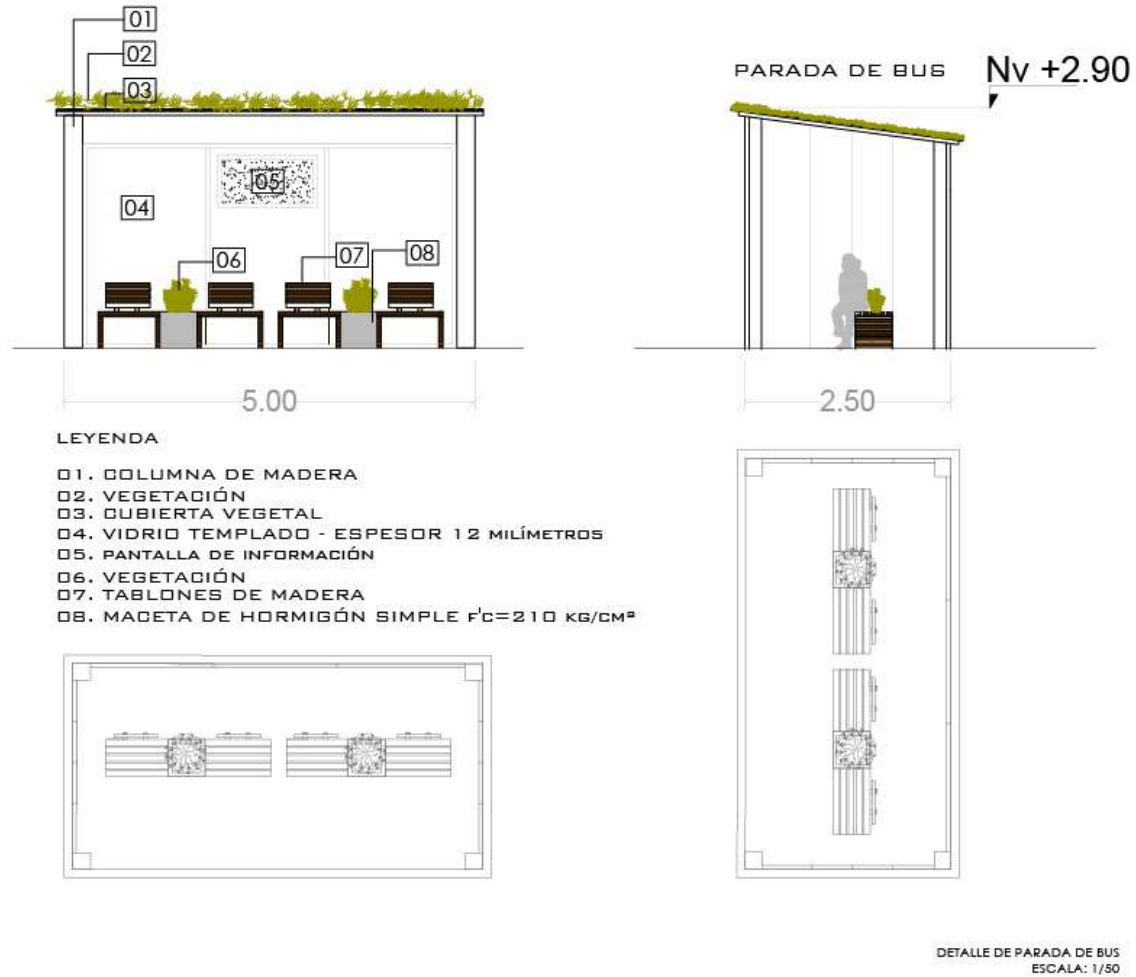 01
02
03
04
05
06
07
08
5.00
PARADA DE BUS
Nv +2.90
2.50
LEYENDA
01. COLUMNA DE MADERA
02. VEGETACIÓN
03. CUBIERTA VEGETAL
04. VIDRIO TEMPLADO - ESPESOR 12 MILÍMETROS
05. PANTALLA DE INFORMACIÓN
06. VEGETACIÓN
07. TABLONES DE MADERA
08. MACETA DE HORMIGÓN SIMPLE F'C=210 KG/CM²
DETALLE DE PARADA DE BUS
ESCALA: 1/50